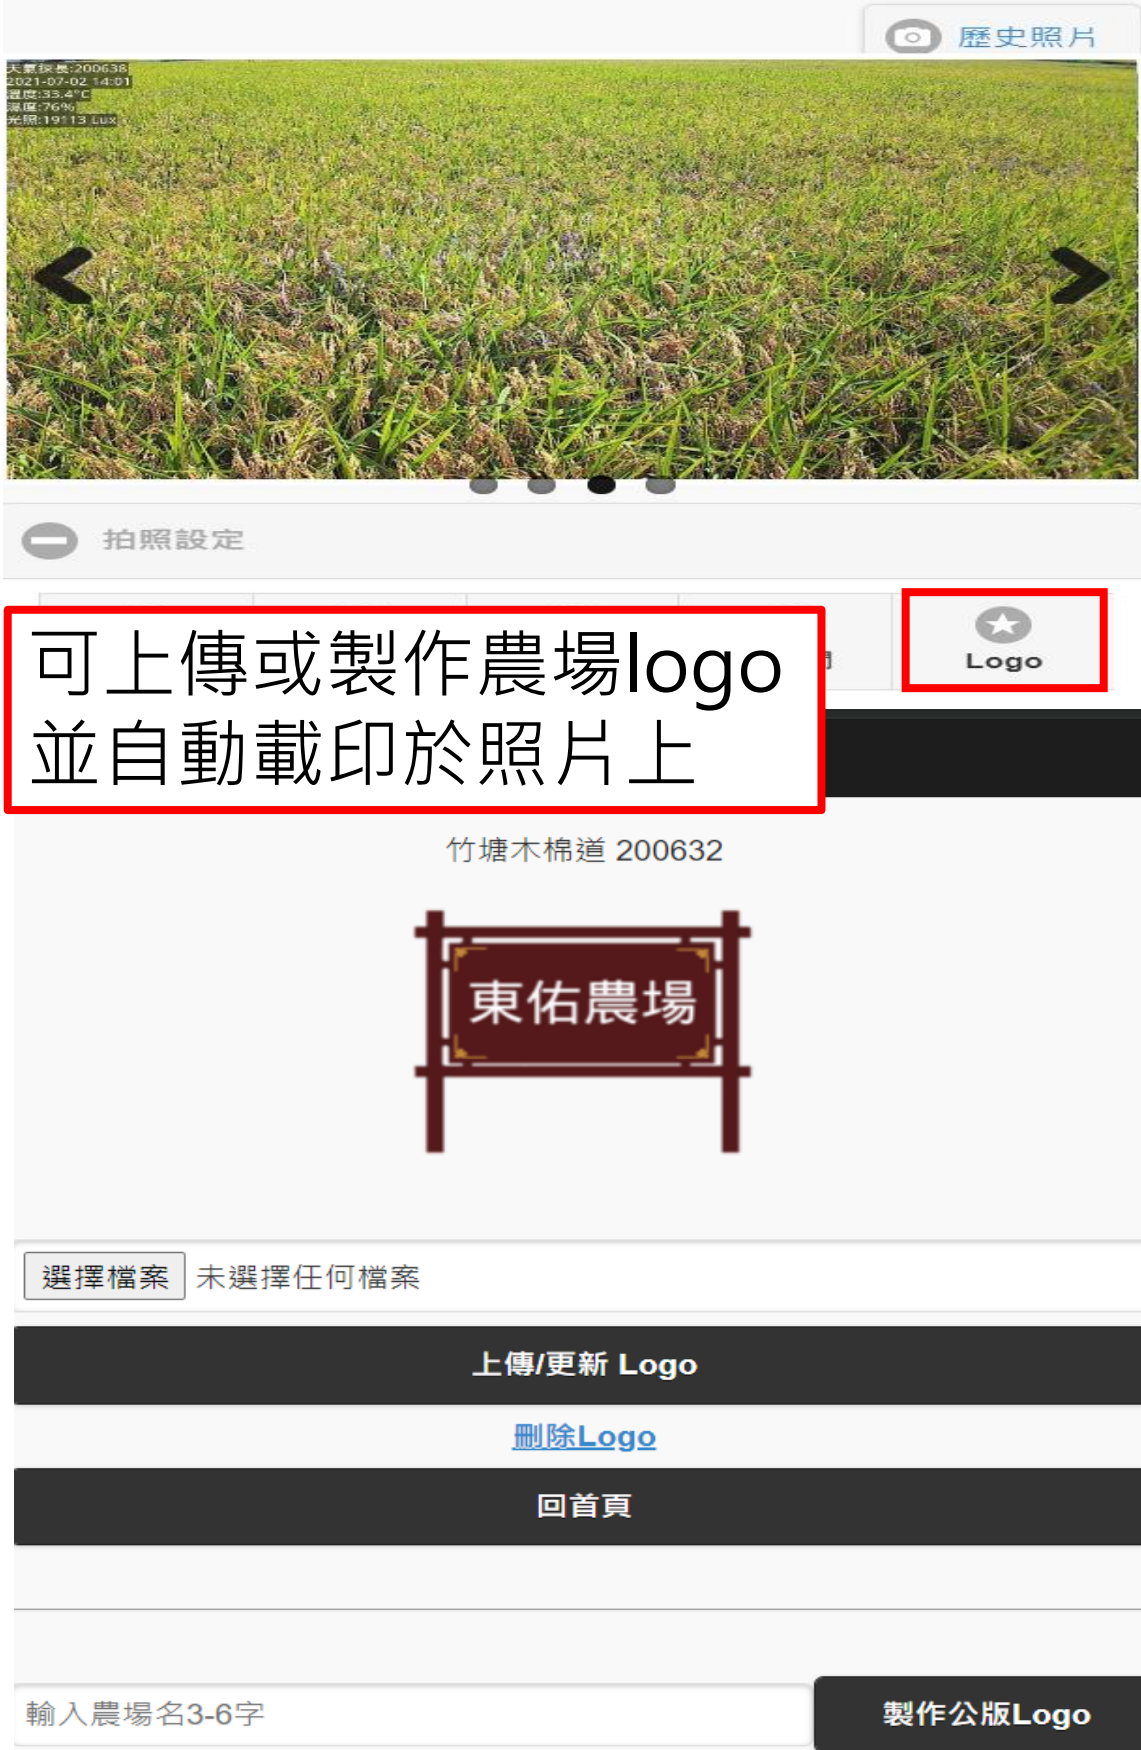 歷史照片
天氣探長:200638
2021-07-02 14:01
溫度:33.4°C
濕度:76%
光照:19113 Lux
拍照設定
可上傳或製作農場logo
並自動載印於照片上
Logo
竹塘木棉道 200632
東佑農場
選擇檔案 未選擇任何檔案
上傳/更新 Logo
刪除Logo
回首頁
輸入農場名3-6字
製作公版Logo